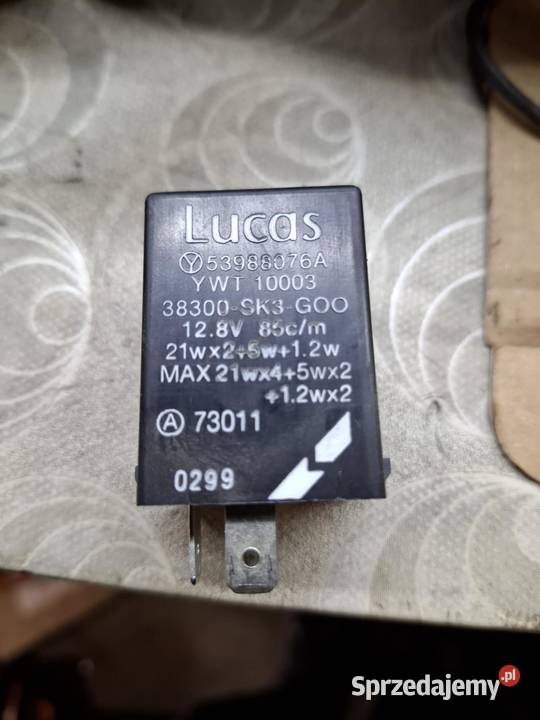 Lucas
Ⓨ 53988076A
YWT 10003
38300-SK3-GOO
12.8V 85c/m
21wx2+5w+1.2w
MAX 21wx4+5wx2
+1.2wx2
Ⓐ 73011
0299
Sprzedajemy.pl